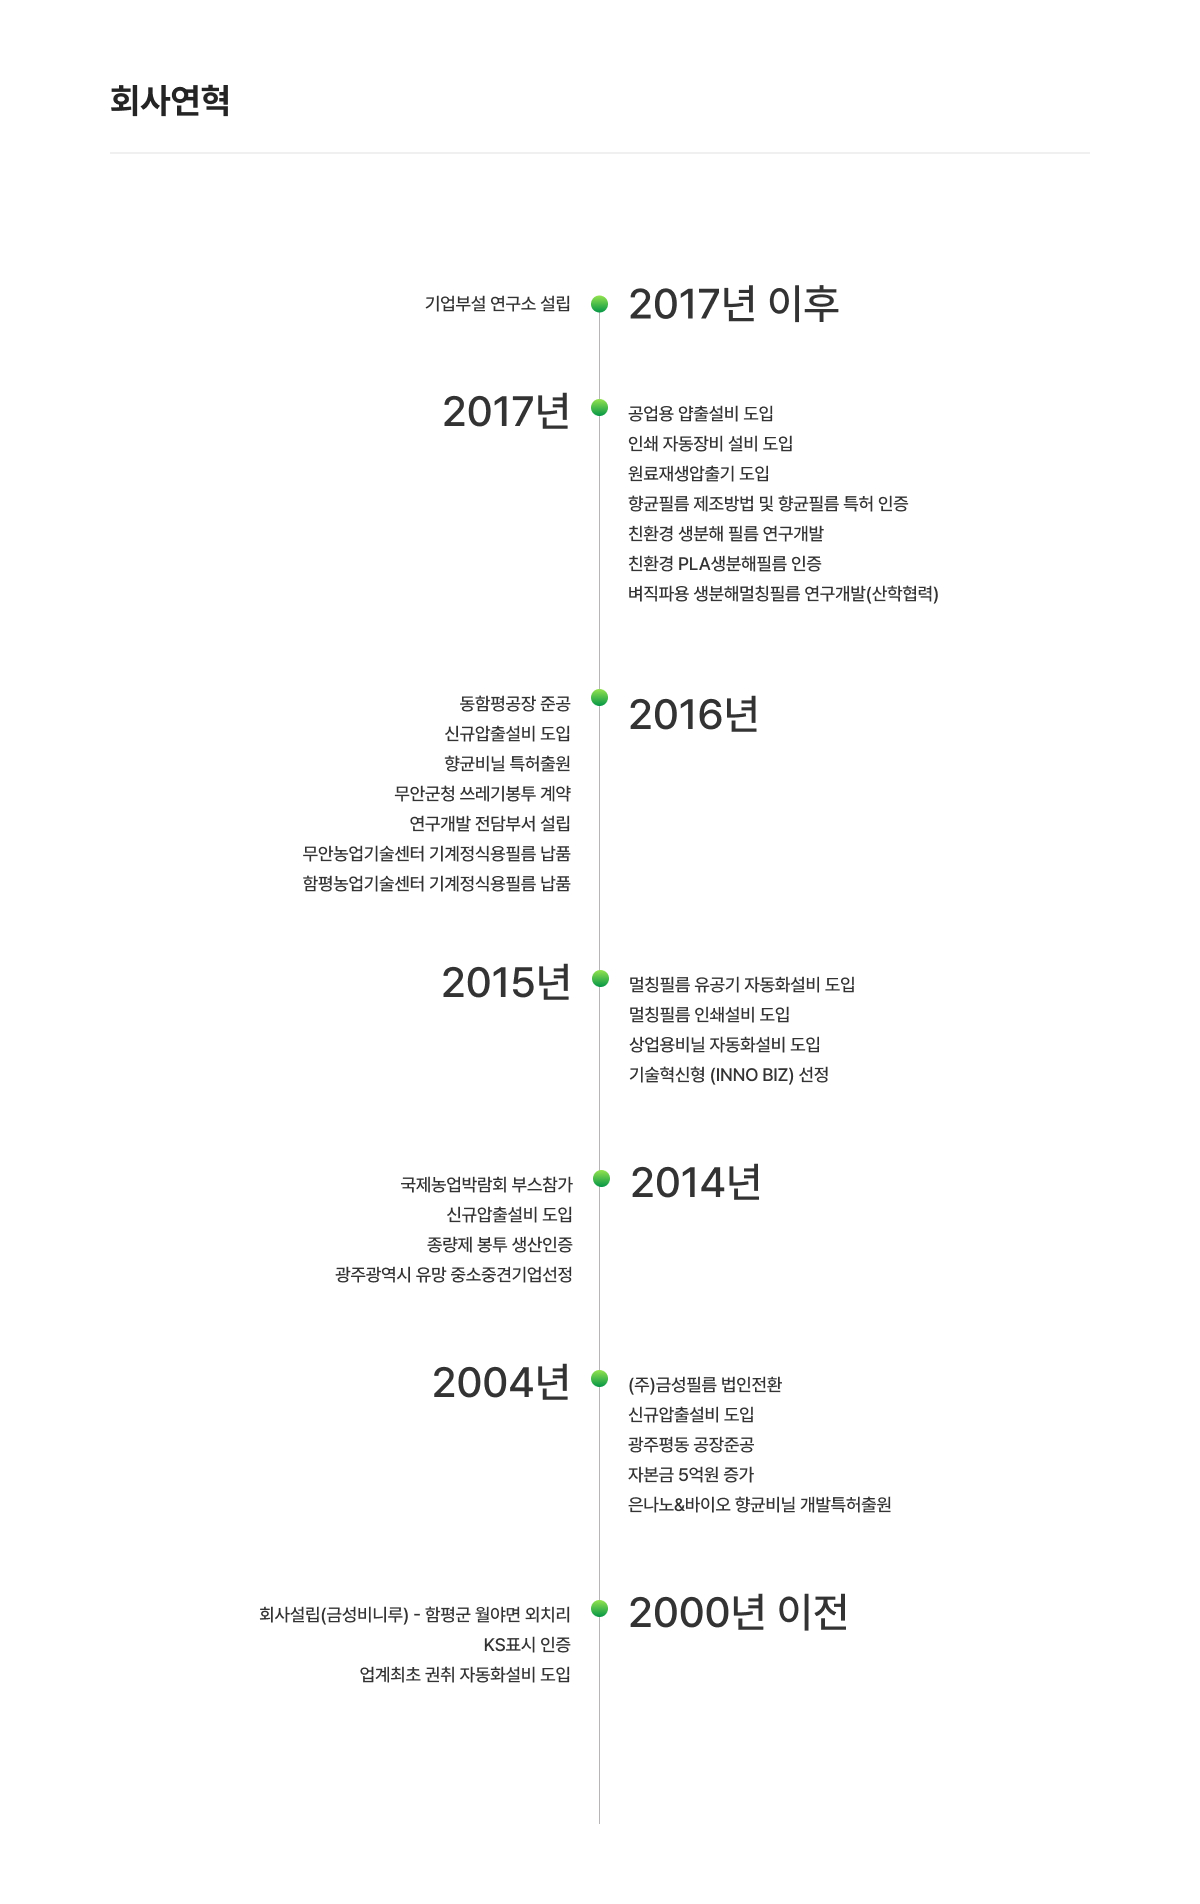 회사연혁
2017년 이후
기업부설 연구소 설립
2017년
공업용 얍출설비 도입
인쇄 자동장비 설비 도입
원료재생압출기 도입
향균필름 제조방법 및 향균필름 특허 인증
친환경 생분해 필름 연구개발
친환경 PLA생분해필름 인증
벼직파용 생분해멀칭필름 연구개발(산학협력)
2016년
동함평공장 준공
신규압출설비 도입
향균비닐 특허출원
무안군청 쓰레기봉투 계약
연구개발 전담부서 설립
무안농업기술센터 기계정식용필름 납품
함평농업기술센터 기계정식용필름 납품
2015년
멀칭필름 유공기 자동화설비 도입
멀칭필름 인쇄설비 도입
상업용비닐 자동화설비 도입
기술혁신형 (INNO BIZ) 선정
2014년
국제농업박람회 부스참가
신규압출설비 도입
종량제 봉투 생산인증
광주광역시 유망 중소중견기업선정
2004년
(주)금성필름 법인전환
신규압출설비 도입
광주평동 공장준공
자본금 5억원 증가
은나노&바이오 향균비닐 개발특허출원
2000년 이전
회사설립(금성비니루) - 함평군 월야면 외치리
KS표시 인증
업계최초 권취 자동화설비 도입